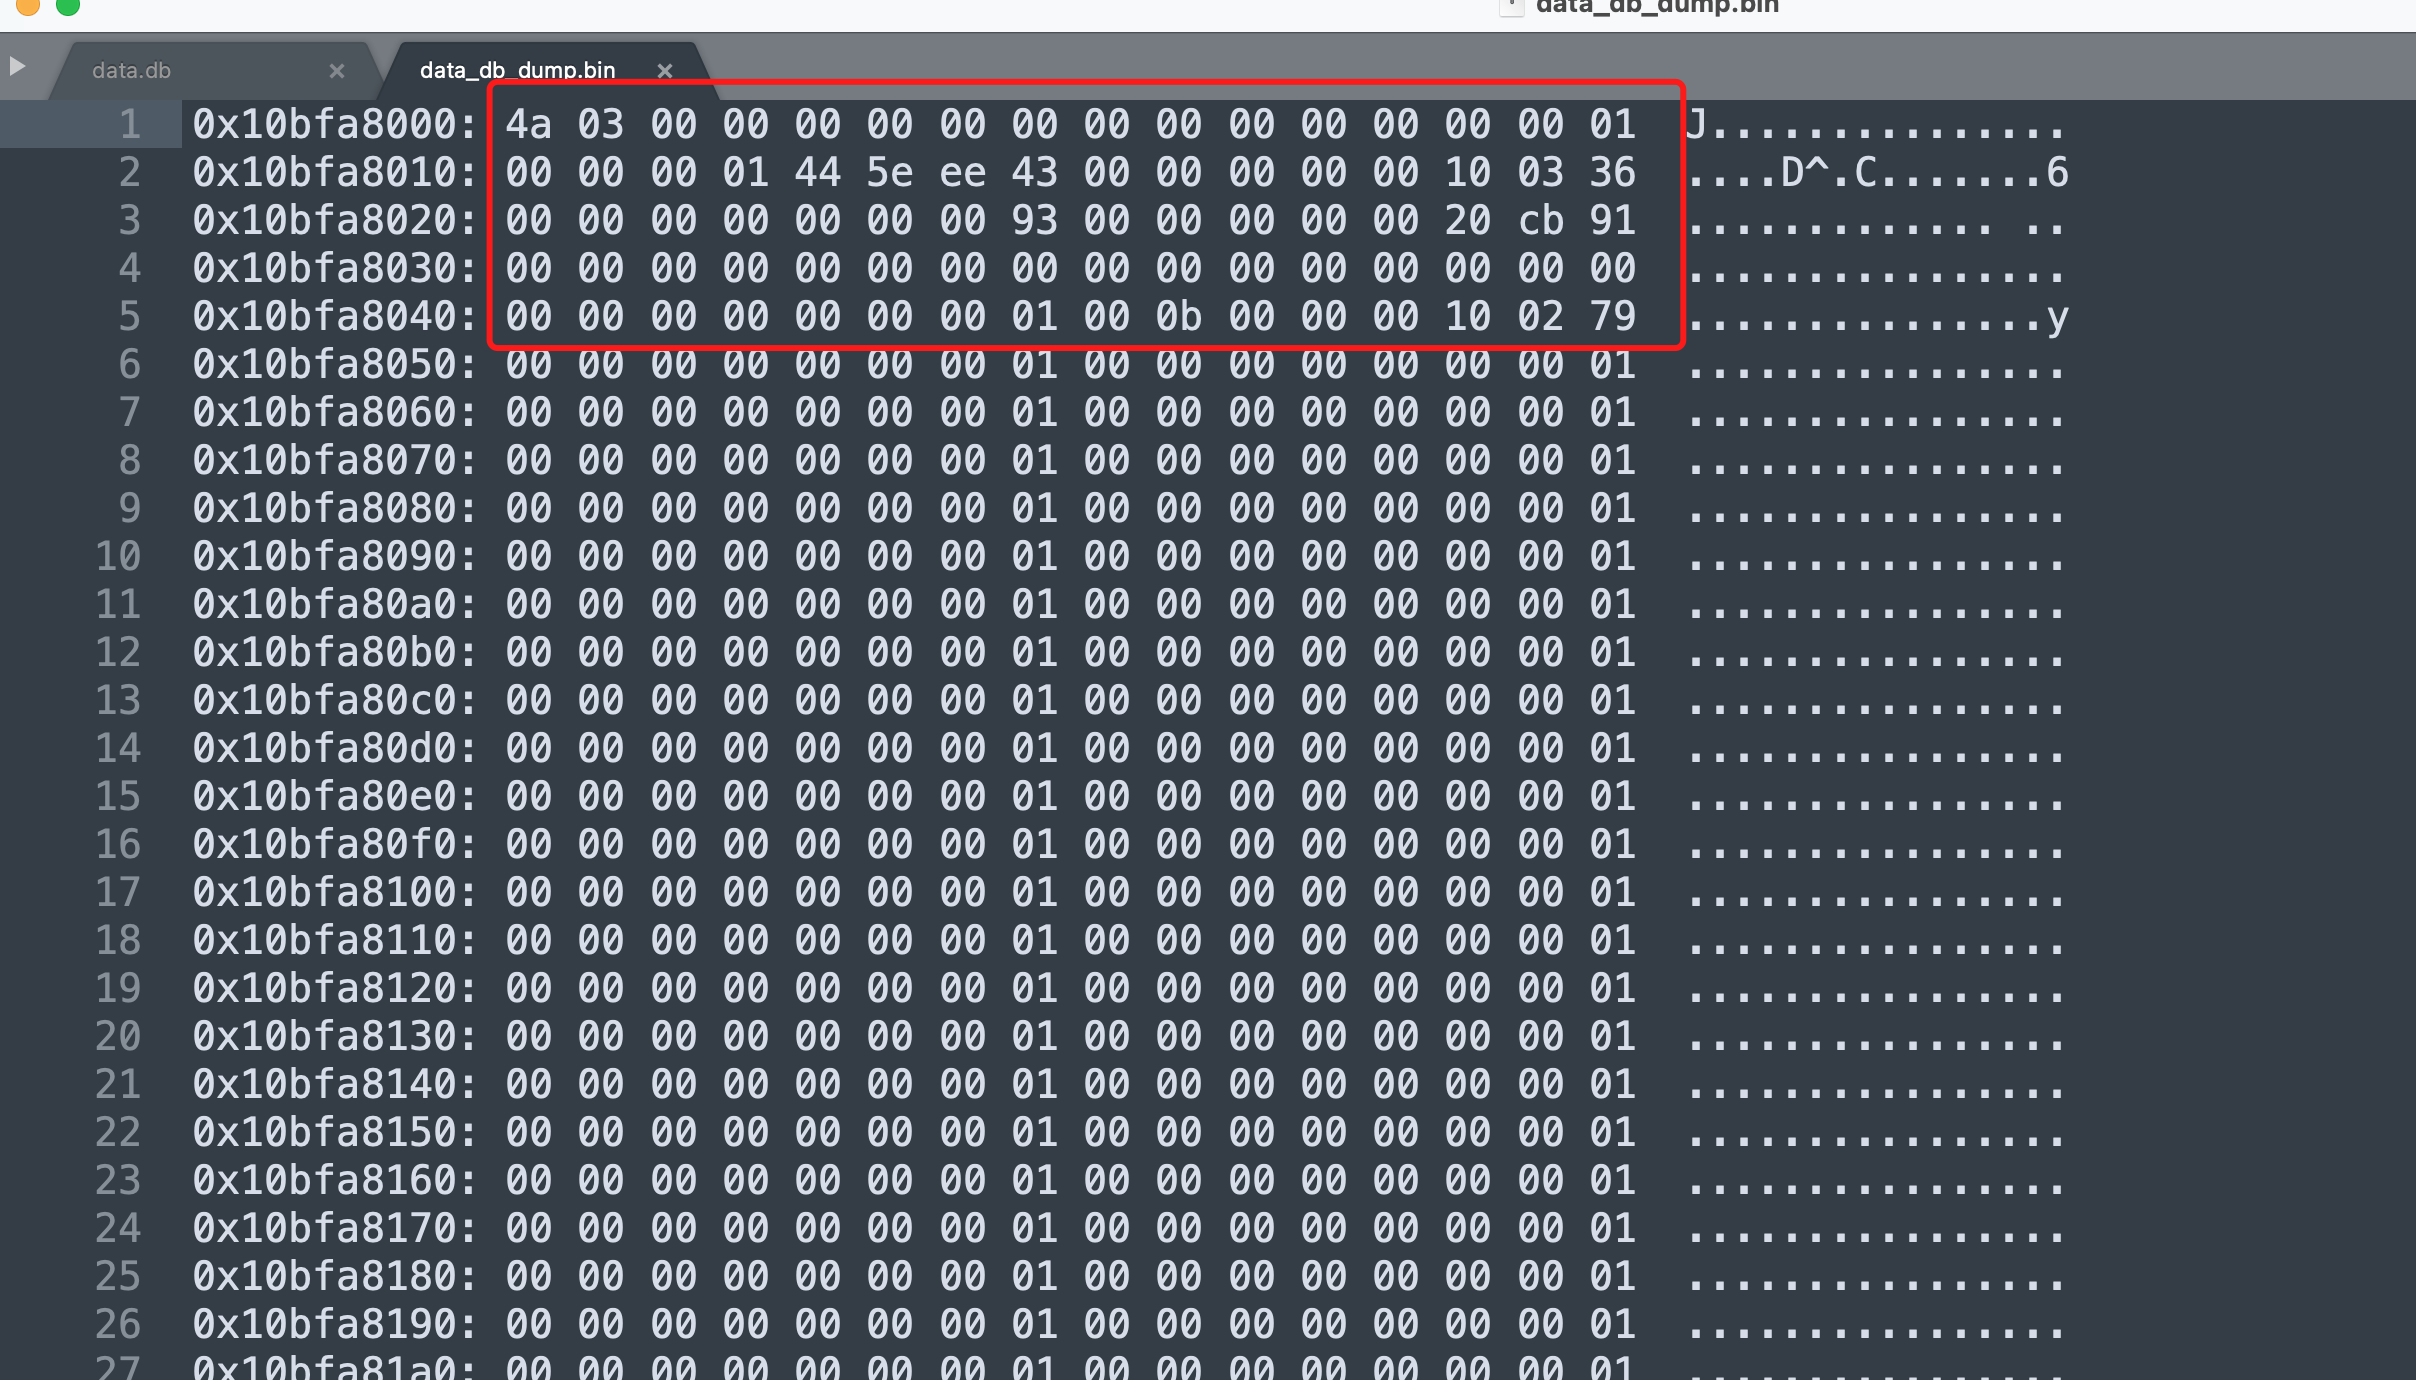 data_db_dump.bin
data.db × data_db_dump.bin ×
1 0x10bfa8000: 4a 03 00 00 00 00 00 00 00 00 00 00 00 00 00 01 J...............
2 0x10bfa8010: 00 00 00 01 44 5e ee 43 00 00 00 00 00 10 03 36 ....D^.C.......6
3 0x10bfa8020: 00 00 00 00 00 00 00 93 00 00 00 00 00 20 cb 91 ............. ..
4 0x10bfa8030: 00 00 00 00 00 00 00 00 00 00 00 00 00 00 00 00 ................
5 0x10bfa8040: 00 00 00 00 00 00 00 01 00 0b 00 00 00 10 02 79 ...............y
6 0x10bfa8050: 00 00 00 00 00 00 00 01 00 00 00 00 00 00 00 01 ................
7 0x10bfa8060: 00 00 00 00 00 00 00 01 00 00 00 00 00 00 00 01 ................
8 0x10bfa8070: 00 00 00 00 00 00 00 01 00 00 00 00 00 00 00 01 ................
9 0x10bfa8080: 00 00 00 00 00 00 00 01 00 00 00 00 00 00 00 01 ................
10 0x10bfa8090: 00 00 00 00 00 00 00 01 00 00 00 00 00 00 00 01 ................
11 0x10bfa80a0: 00 00 00 00 00 00 00 01 00 00 00 00 00 00 00 01 ................
12 0x10bfa80b0: 00 00 00 00 00 00 00 01 00 00 00 00 00 00 00 01 ................
13 0x10bfa80c0: 00 00 00 00 00 00 00 01 00 00 00 00 00 00 00 01 ................
14 0x10bfa80d0: 00 00 00 00 00 00 00 01 00 00 00 00 00 00 00 01 ................
15 0x10bfa80e0: 00 00 00 00 00 00 00 01 00 00 00 00 00 00 00 01 ................
16 0x10bfa80f0: 00 00 00 00 00 00 00 01 00 00 00 00 00 00 00 01 ................
17 0x10bfa8100: 00 00 00 00 00 00 00 01 00 00 00 00 00 00 00 01 ................
18 0x10bfa8110: 00 00 00 00 00 00 00 01 00 00 00 00 00 00 00 01 ................
19 0x10bfa8120: 00 00 00 00 00 00 00 01 00 00 00 00 00 00 00 01 ................
20 0x10bfa8130: 00 00 00 00 00 00 00 01 00 00 00 00 00 00 00 01 ................
21 0x10bfa8140: 00 00 00 00 00 00 00 01 00 00 00 00 00 00 00 01 ................
22 0x10bfa8150: 00 00 00 00 00 00 00 01 00 00 00 00 00 00 00 01 ................
23 0x10bfa8160: 00 00 00 00 00 00 00 01 00 00 00 00 00 00 00 01 ................
24 0x10bfa8170: 00 00 00 00 00 00 00 01 00 00 00 00 00 00 00 01 ................
25 0x10bfa8180: 00 00 00 00 00 00 00 01 00 00 00 00 00 00 00 01 ................
26 0x10bfa8190: 00 00 00 00 00 00 00 01 00 00 00 00 00 00 00 01 ................
27 0x10bfa81a0: 00 00 00 00 00 00 00 01 00 00 00 00 00 00 00 01 ................